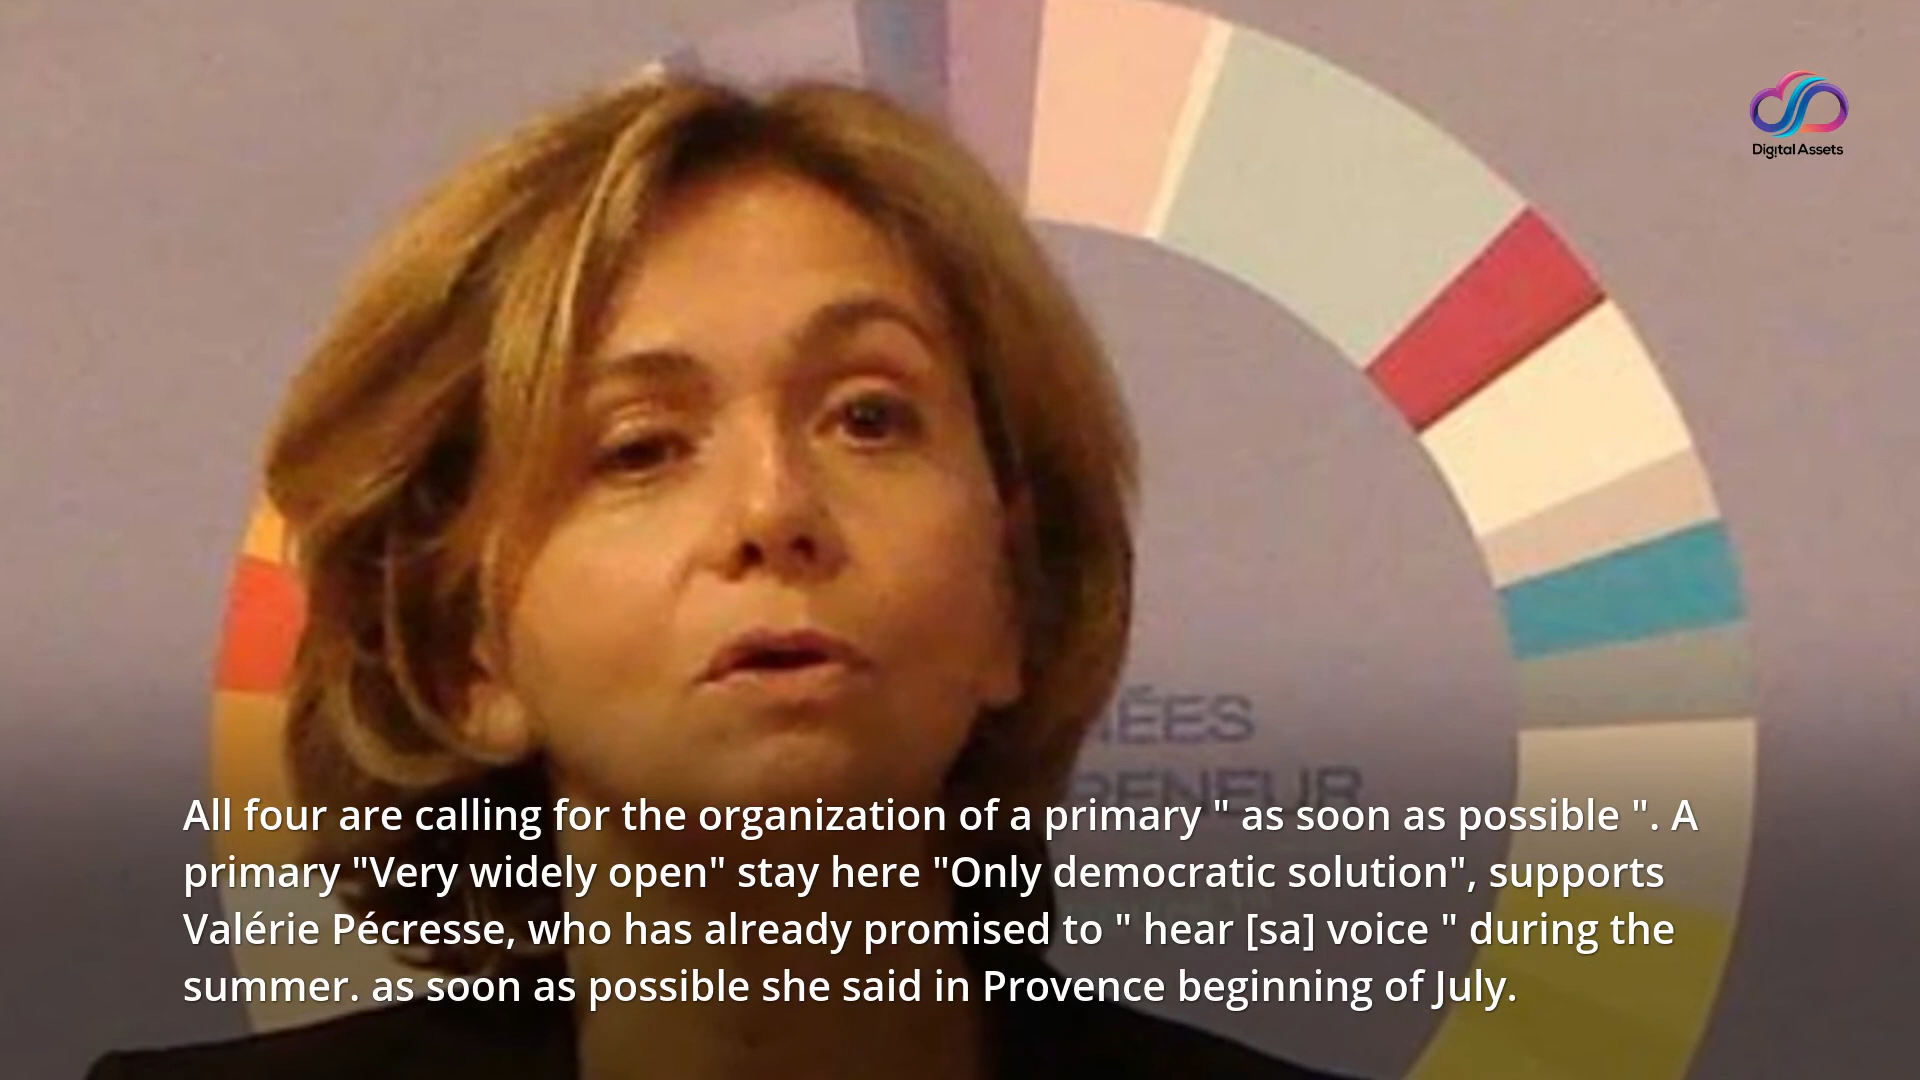 Digital Assets
ÉES
RENEUR
All four are calling for the organization of a primary " as soon as possible ". A
primary "Very widely open" stay here "Only democratic solution", supports
Valérie Pécresse, who has already promised to " hear [sa] voice " during the
summer. as soon as possible she said in Provence beginning of July.